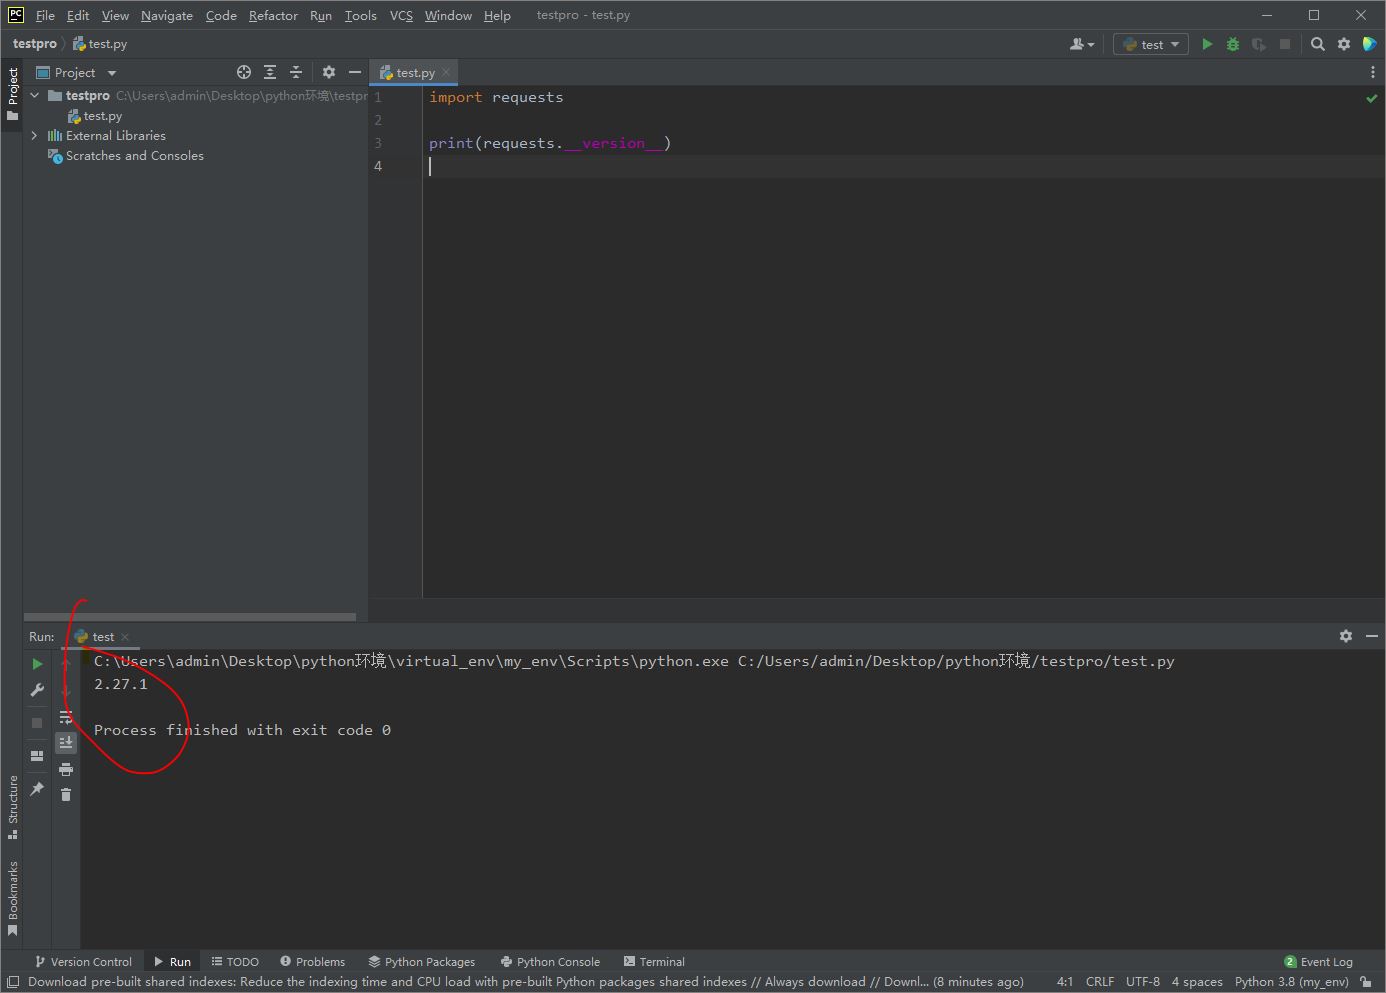 PC File Edit View Navigate Code Refactor Run Tools VCS Window Help testpro - test.py
testpro test.py test
Project
Project test.py
testpro C:\Users\admin\Desktop\python环境\testpr
test.py
External Libraries
Scratches and Consoles
1 import requests
2
3 print(requests.__version__)
4
Run: test
C:\Users\admin\Desktop\python环境\virtual_env\my_env\Scripts\python.exe C:/Users/admin/Desktop/python环境/testpro/test.py
2.27.1
Process finished with exit code 0
Structure
Bookmarks
Version Control Run TODO Problems Python Packages Python Console Terminal 2 Event Log
Download pre-built shared indexes: Reduce the indexing time and CPU load with pre-built Python packages shared indexes // Always download // Downl... (8 minutes ago) 4:1 CRLF UTF-8 4 spaces Python 3.8 (my_env)